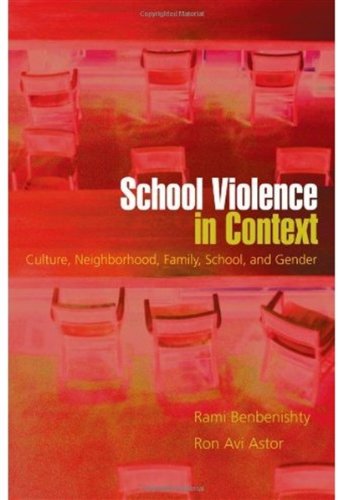 School Violence
in Context
Culture, Neighborhood, Family, School, and Gender
Rami Benbenishty
Ron Avi Astor